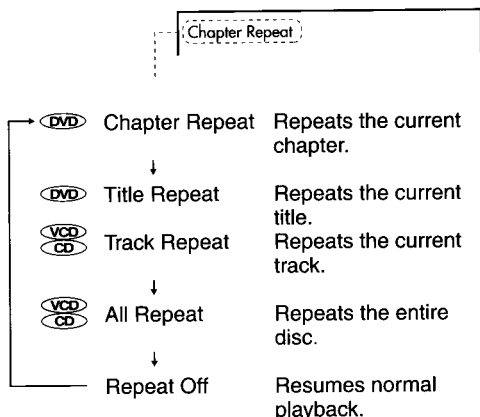 Chapter Repeat
DVD Chapter Repeat Repeats the current
chapter.
DVD Title Repeat Repeats the current
title.
VCD
CD Track Repeat Repeats the current
track.
VCD
CD All Repeat Repeats the entire
disc.
Repeat Off Resumes normal
playback.